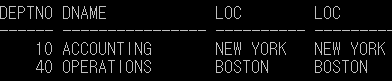 DEPTNO DNAME          LOC       LOC
------ -------------- --------- ---------
    10 ACCOUNTING     NEW YORK  NEW YORK
    40 OPERATIONS     BOSTON    BOSTON